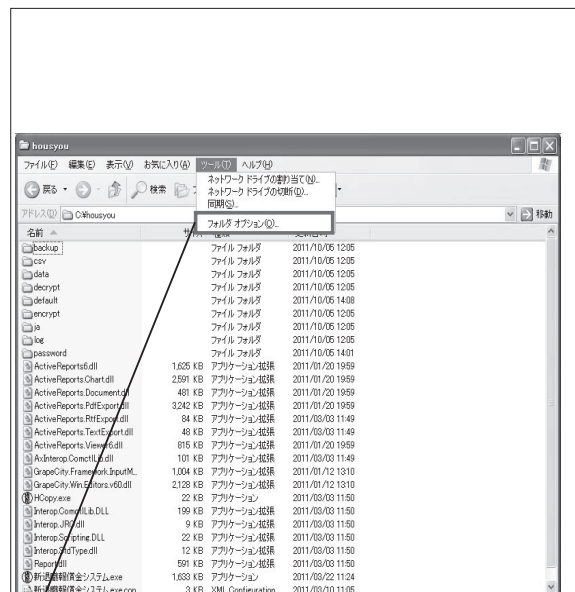 housyou
ファイル(F) 編集(E) 表示(V) お気に入り(A) ツール(T) ヘルプ(H)
ネットワーク ドライブの割り当て(N)...
ネットワーク ドライブの切断(D)...
同期(S)...
フォルダ オプション(O)...
戻る 検索
アドレス(D) C:¥housyou 移動
名前
backup ファイル フォルダ 2011/10/05 12:05
csv ファイル フォルダ 2011/10/05 12:05
data ファイル フォルダ 2011/10/05 12:05
decrypt ファイル フォルダ 2011/10/05 12:05
default ファイル フォルダ 2011/10/05 14:08
encrypt ファイル フォルダ 2011/10/05 12:05
ja ファイル フォルダ 2011/10/05 12:05
log ファイル フォルダ 2011/10/05 12:05
password ファイル フォルダ 2011/10/05 14:01
ActiveReports6.dll 1,625 KB アプリケーション拡張 2011/01/20 19:59
ActiveReports.Chart.dll 2,591 KB アプリケーション拡張 2011/01/20 19:59
ActiveReports.Document.dll 481 KB アプリケーション拡張 2011/01/20 19:59
ActiveReports.PdfExport.dll 3,242 KB アプリケーション拡張 2011/01/20 19:59
ActiveReports.RtfExport.dll 84 KB アプリケーション拡張 2011/03/03 11:49
ActiveReports.TextExport.dll 48 KB アプリケーション拡張 2011/03/03 11:49
ActiveReports.Viewer6.dll 815 KB アプリケーション拡張 2011/01/20 19:59
AxInterop.ComctlLib.dll 101 KB アプリケーション拡張 2011/03/03 11:49
GrapeCity.Framework.InputM... 1,004 KB アプリケーション拡張 2011/01/12 13:10
GrapeCity.Win.Editors.v60.dll 2,128 KB アプリケーション拡張 2011/01/12 13:10
HCopy.exe 22 KB アプリケーション 2011/03/03 11:50
Interop.ComctlLib.DLL 199 KB アプリケーション拡張 2011/03/03 11:50
Interop.JRO.dll 9 KB アプリケーション拡張 2011/03/03 11:50
Interop.Scripting.DLL 22 KB アプリケーション拡張 2011/03/03 11:50
Interop.StdType.dll 12 KB アプリケーション拡張 2011/03/03 11:50
Report.dll 591 KB アプリケーション拡張 2011/03/03 11:50
新退職報償金システム.exe 1,633 KB アプリケーション 2011/03/22 11:24
新退職報償金システム.exe.con 3 KB XML Configuration 2011/03/10 11:05